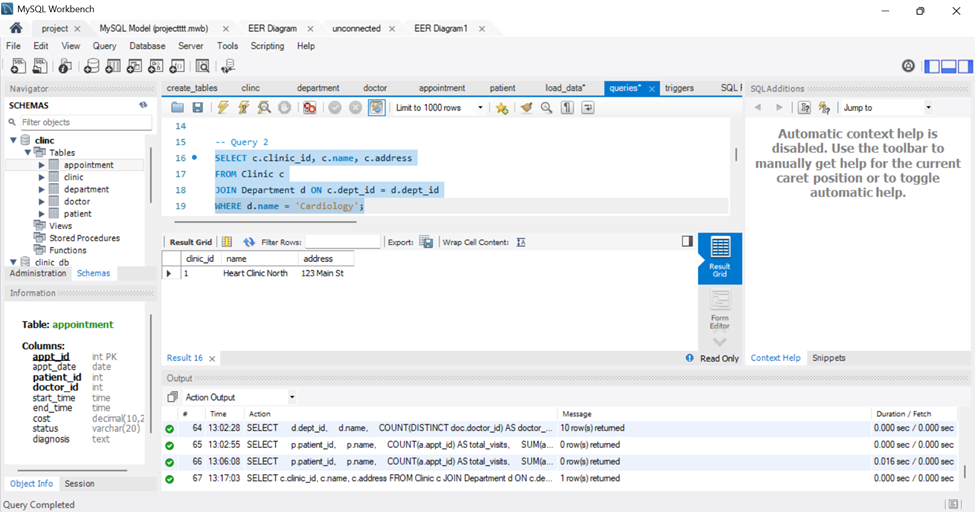 MySQL Workbench
project × MySQL Model (projectttt.mwb) × EER Diagram × unconnected × EER Diagram1 ×
File Edit View Query Database Server Tools Scripting Help
Navigator
SCHEMAS
Filter objects
clinc
Tables
appointment
clinic
department
doctor
patient
Views
Stored Procedures
Functions
clinic_db
Administration Schemas
Information
Table: appointment
Columns:
appt_id int PK
appt_date date
patient_id int
doctor_id int
start_time time
end_time time
cost decimal(10,2
status varchar(20)
diagnosis text
Object Info Session
Query Completed
create_tables clinc department doctor appointment patient load_data* queries* × triggers SQL F
Limit to 1000 rows
14
15 -- Query 2
16 SELECT c.clinic_id, c.name, c.address
17 FROM Clinic c
18 JOIN Department d ON c.dept_id = d.dept_id
19 WHERE d.name = 'Cardiology';
Result Grid Filter Rows: Export: Wrap Cell Content:
clinic_id name address
1 Heart Clinic North 123 Main St
Result Grid
Form Editor
Result 16 × Read Only
Output
Action Output
# Time Action Message Duration / Fetch
64 13:02:28 SELECT d.dept_id, d.name, COUNT(DISTINCT doc.doctor_id) AS doctor_... 10 row(s) returned 0.000 sec / 0.000 sec
65 13:02:55 SELECT p.patient_id, p.name, COUNT(a.appt_id) AS total_visits, SUM(a... 0 row(s) returned 0.000 sec / 0.000 sec
66 13:06:08 SELECT p.patient_id, p.name, COUNT(a.appt_id) AS total_visits, SUM(a... 0 row(s) returned 0.016 sec / 0.000 sec
67 13:17:03 SELECT c.clinic_id, c.name, c.address FROM Clinic c JOIN Department d ON c.de... 1 row(s) returned 0.000 sec / 0.000 sec
SQLAdditions
Jump to
Automatic context help is
disabled. Use the toolbar to
manually get help for the current
caret position or to toggle
automatic help.
Context Help Snippets